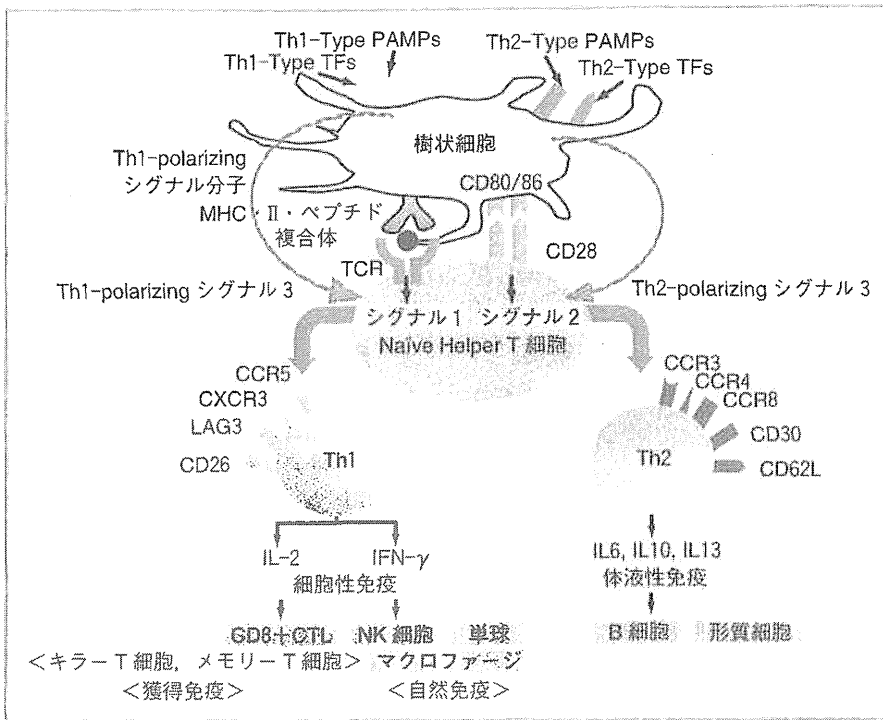 Th1-Type PAMPs
Th1-Type TFs
Th2-Type PAMPs
Th2-Type TFs
樹状細胞
Th1-polarizing
シグナル分子
CD80/86
MHC・II・ペプチド
複合体
CD28
TCR
Th1-polarizing シグナル 3
Th2-polarizing シグナル 3
シグナル 1 シグナル 2
Naïve Helper T 細胞
CCR5
CXCR3
LAG3
CD26
Th1
CCR3
CCR4
CCR8
CD30
CD62L
Th2
IL-2 IFN-γ
細胞性免疫
IL6, IL10, IL13
体液性免疫
CD8+CTL NK 細胞 単球
B 細胞 形質細胞
<キラー T 細胞, メモリー T 細胞> マクロファージ
<獲得免疫> <自然免疫>